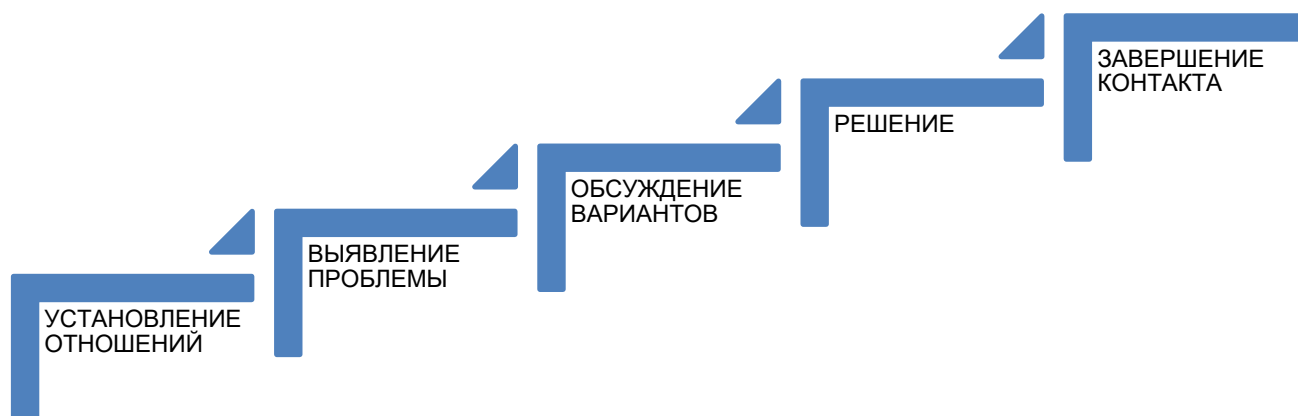 УСТАНОВЛЕНИЕ
ОТНОШЕНИЙ
ВЫЯВЛЕНИЕ
ПРОБЛЕМЫ
ОБСУЖДЕНИЕ
ВАРИАНТОВ
РЕШЕНИЕ
ЗАВЕРШЕНИЕ
КОНТАКТА